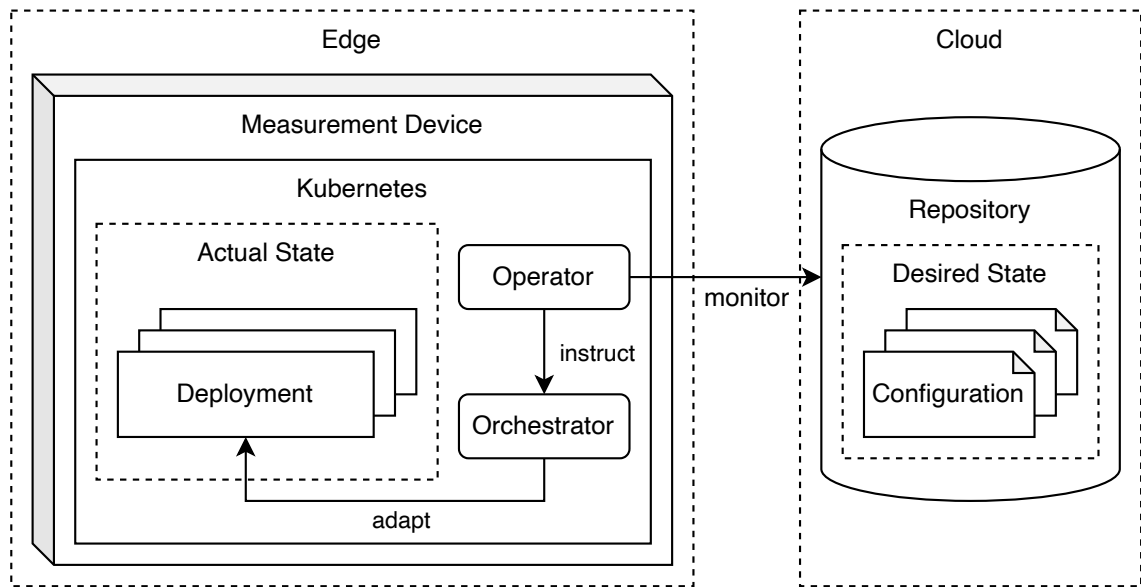 Edge
Measurement Device
Kubernetes
Actual State
Deployment
Operator
instruct
Orchestrator
adapt
monitor
Cloud
Repository
Desired State
Configuration